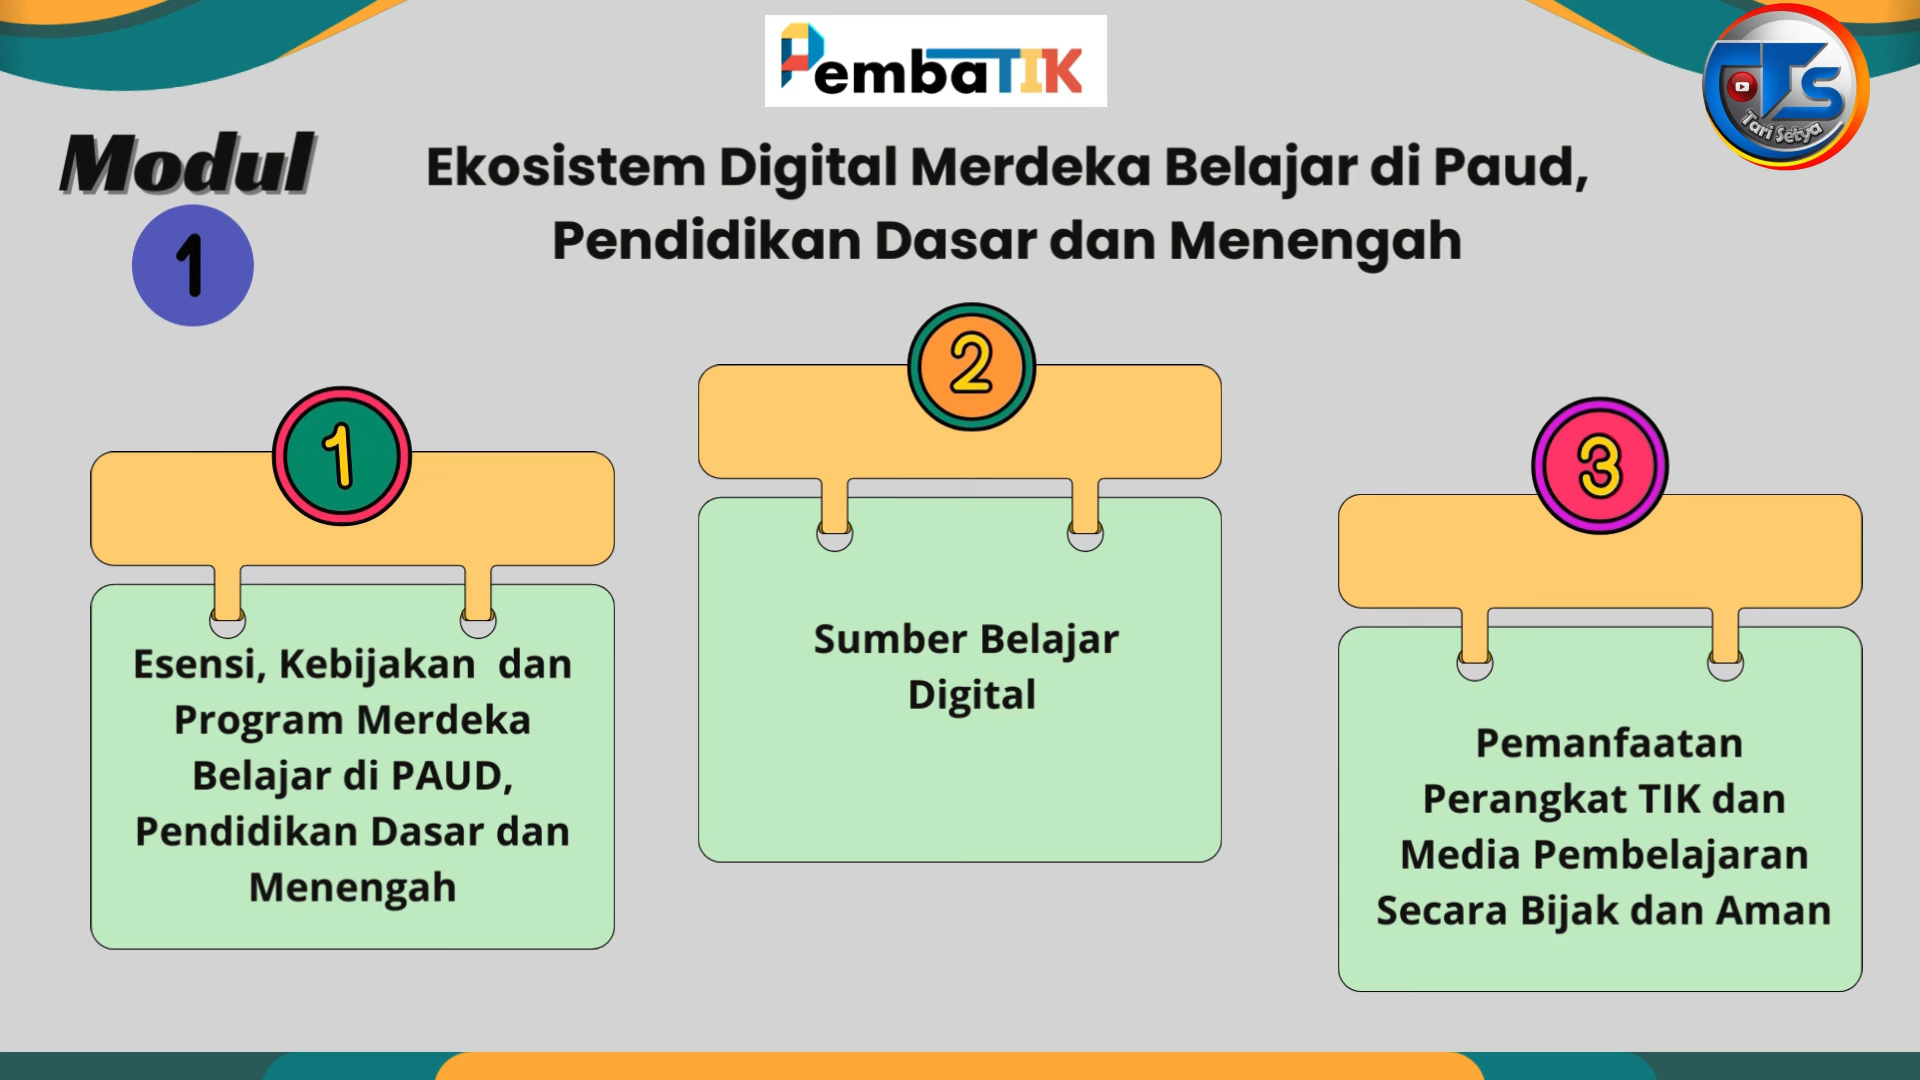 PembaTIK
Tari Setya
Modul
1
Ekosistem Digital Merdeka Belajar di Paud,
Pendidikan Dasar dan Menengah
1
Esensi, Kebijakan dan
Program Merdeka
Belajar di PAUD,
Pendidikan Dasar dan
Menengah
2
Sumber Belajar
Digital
3
Pemanfaatan
Perangkat TIK dan
Media Pembelajaran
Secara Bijak dan Aman